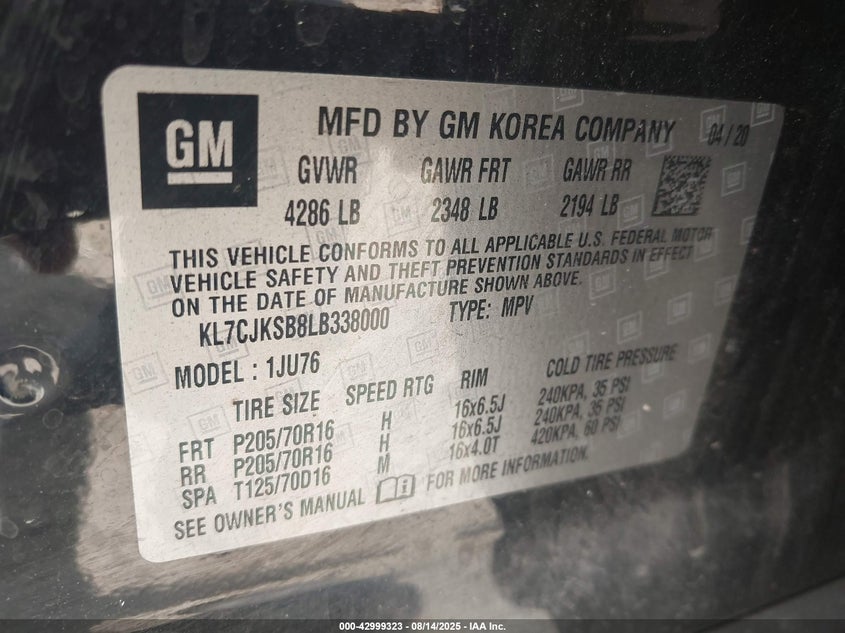 GM
MFD BY GM KOREA COMPANY 04/20
GVWR GAWR FRT GAWR RR
4286 LB 2348 LB 2194 LB
THIS VEHICLE CONFORMS TO ALL APPLICABLE U.S. FEDERAL MOTOR
VEHICLE SAFETY AND THEFT PREVENTION STANDARDS IN EFFECT
ON THE DATE OF MANUFACTURE SHOWN ABOVE.
KL7CJKSB8LB338000 TYPE: MPV
MODEL : 1JU76
TIRE SIZE SPEED RTG RIM COLD TIRE PRESSURE
FRT P205/70R16 H 16x6.5J 240KPA, 35 PSI
RR P205/70R16 H 16x6.5J 240KPA, 35 PSI
SPA T125/70D16 M 16x4.0T 420KPA, 60 PSI
SEE OWNER'S MANUAL FOR MORE INFORMATION.
000-42999323 - 08/14/2025 - IAA Inc.